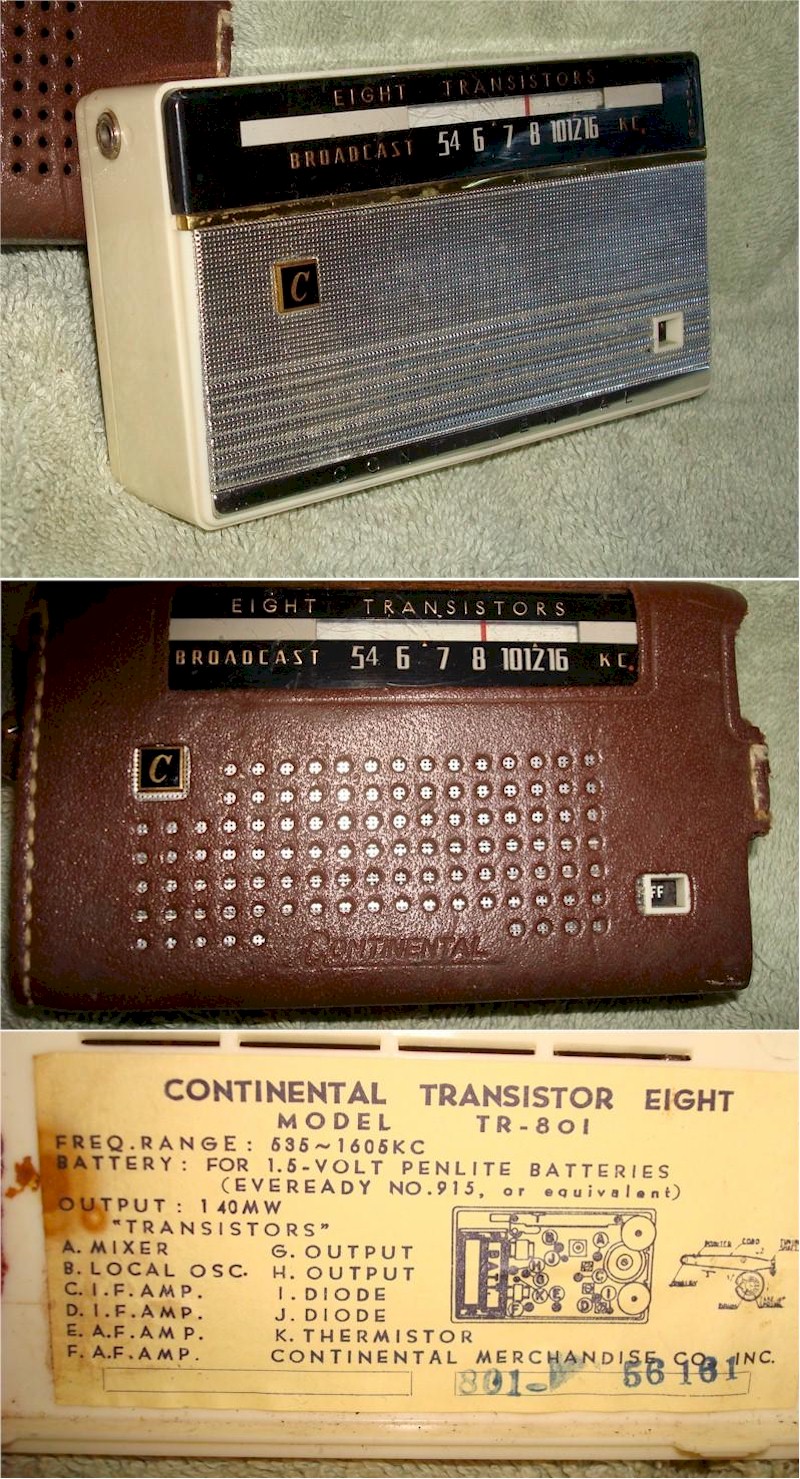 EIGHT TRANSISTORS
BROADCAST 54 6 7 8 10 12 16 KC.
C
CONTINENTAL
EIGHT TRANSISTORS
BROADCAST 54 6 7 8 10 12 16 KC.
C
FF
CONTINENTAL
CONTINENTAL TRANSISTOR EIGHT
MODEL TR-801
FREQ. RANGE: 535~1605KC
BATTERY: FOR 1.5-VOLT PENLITE BATTERIES
(EVEREADY NO.915, or equivalent)
OUTPUT: 140MW
"TRANSISTORS"
A. MIXER
B. LOCAL OSC.
C. I.F. AMP.
D. I.F. AMP.
E. A.F. AMP.
F. A.F. AMP.
G. OUTPUT
H. OUTPUT
I. DIODE
J. DIODE
K. THERMISTOR
CONTINENTAL MERCHANDISE CO., INC.
801- 56161